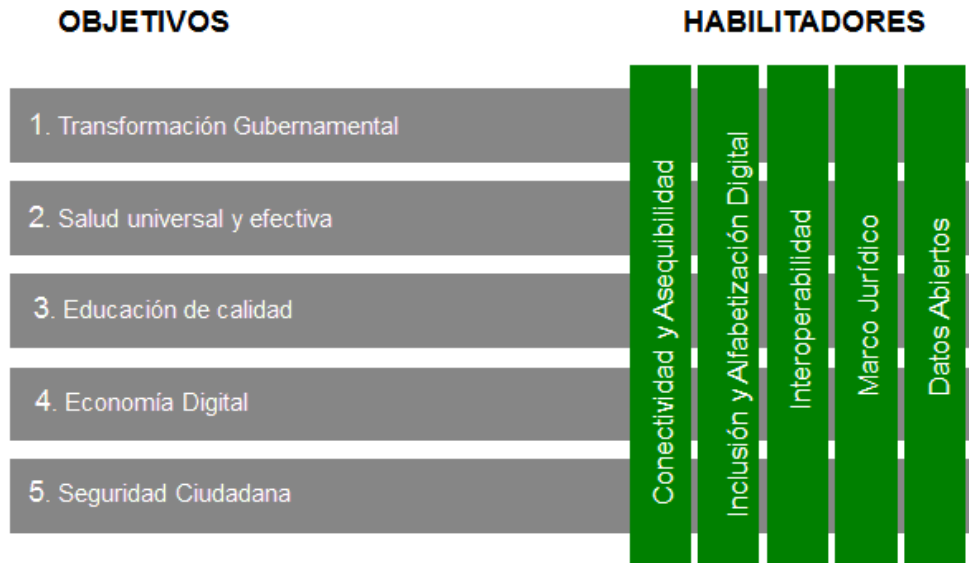 OBJETIVOS
HABILITADORES
1. Transformación Gubernamental
2. Salud universal y efectiva
3. Educación de calidad
4. Economía Digital
5. Seguridad Ciudadana
Conectividad y Asequibilidad
Inclusión y Alfabetización Digital
Interoperabilidad
Marco Jurídico
Datos Abiertos